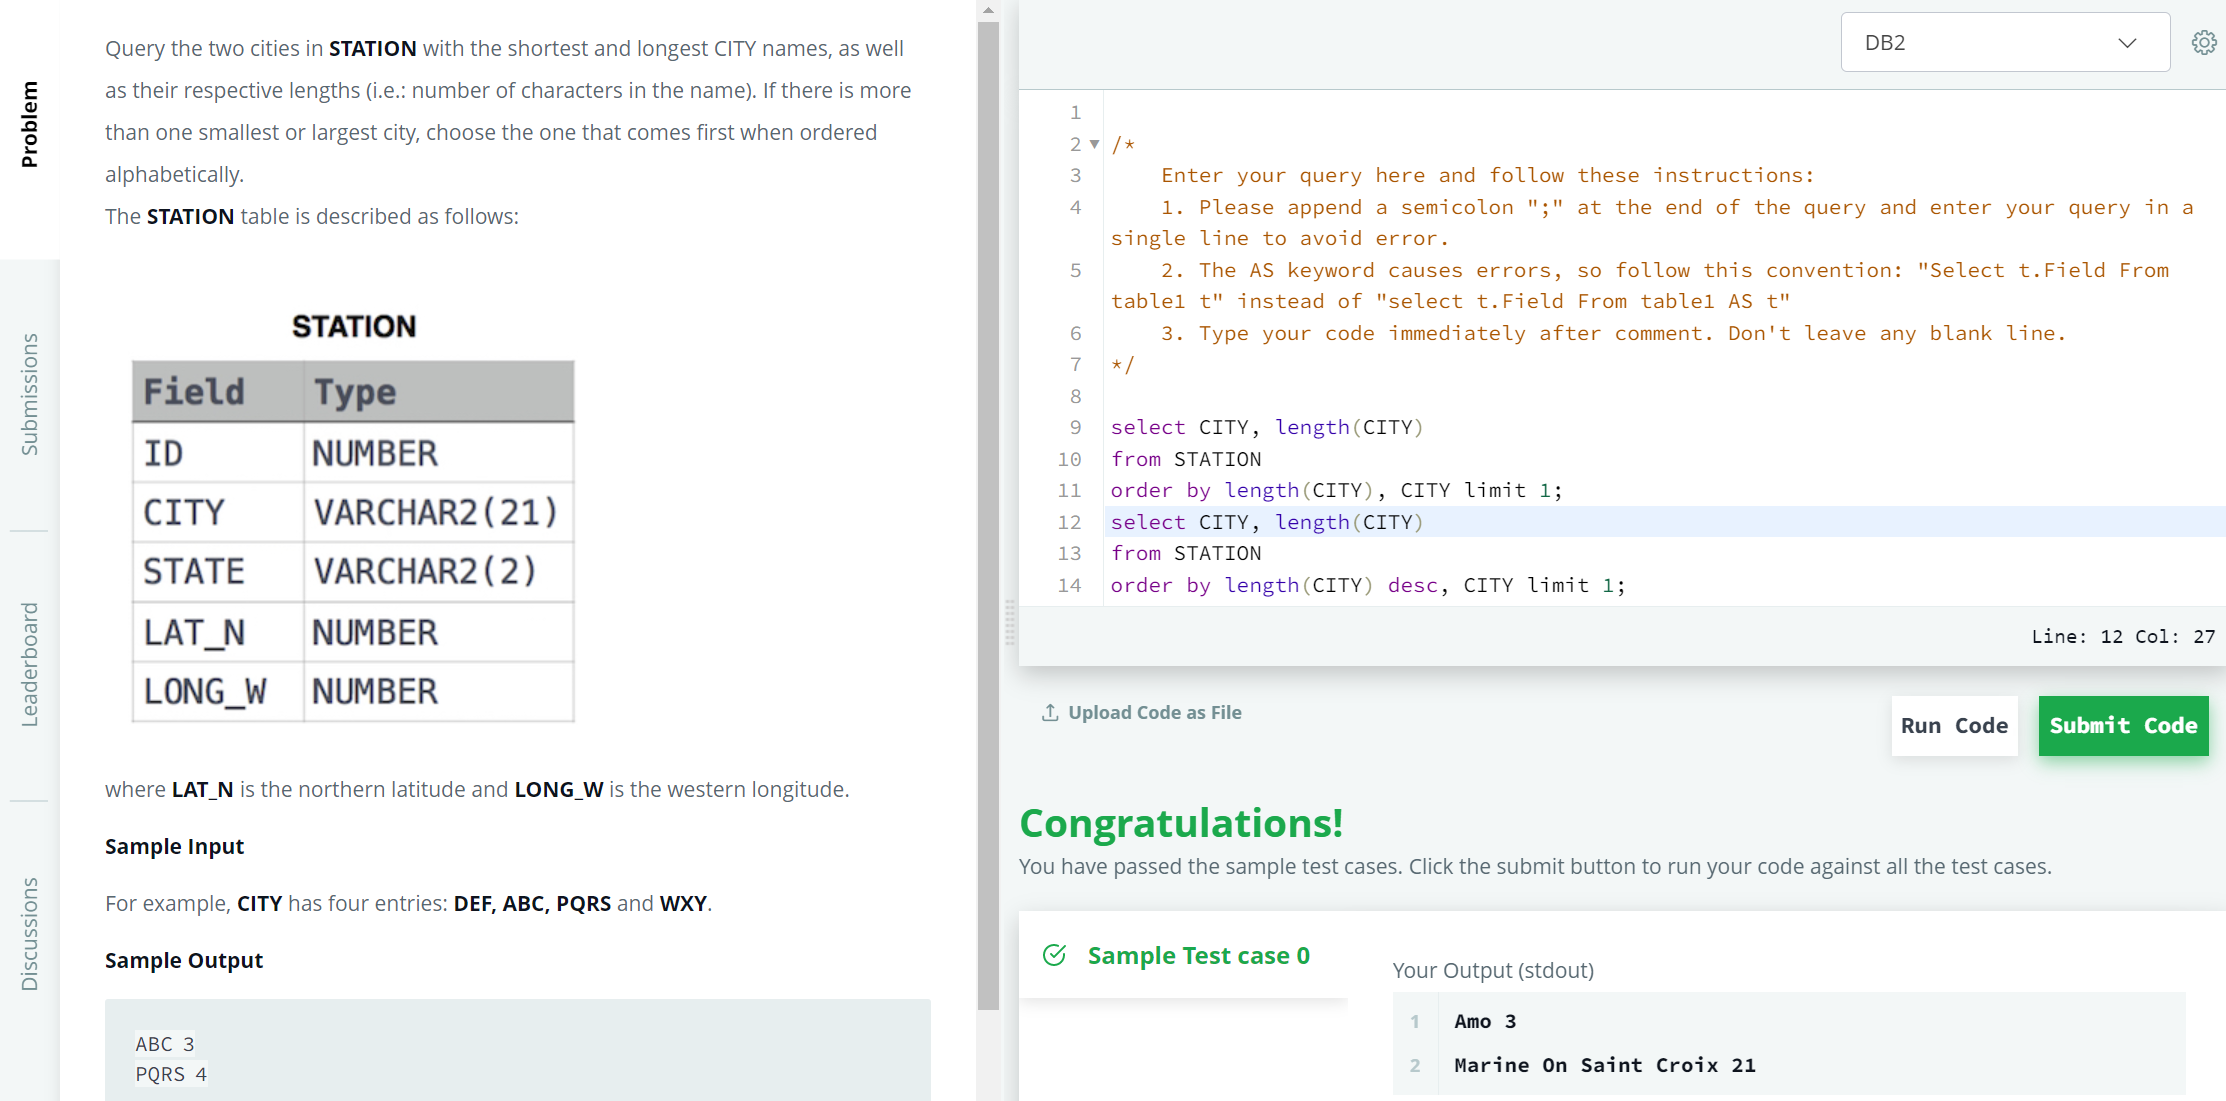 Problem
Submissions
Leaderboard
Discussions
Query the two cities in STATION with the shortest and longest CITY names, as well
as their respective lengths (i.e.: number of characters in the name). If there is more
than one smallest or largest city, choose the one that comes first when ordered
alphabetically.
The STATION table is described as follows:
STATION
Field Type
ID NUMBER
CITY VARCHAR2(21)
STATE VARCHAR2(2)
LAT_N NUMBER
LONG_W NUMBER
where LAT_N is the northern latitude and LONG_W is the western longitude.
Sample Input
For example, CITY has four entries: DEF, ABC, PQRS and WXY.
Sample Output
ABC 3
PQRS 4
DB2
1
2 /*
3 Enter your query here and follow these instructions:
4 1. Please append a semicolon ";" at the end of the query and enter your query in a
single line to avoid error.
5 2. The AS keyword causes errors, so follow this convention: "Select t.Field From
table1 t" instead of "select t.Field From table1 AS t"
6 3. Type your code immediately after comment. Don't leave any blank line.
7 */
8
9 select CITY, length(CITY)
10 from STATION
11 order by length(CITY), CITY limit 1;
12 select CITY, length(CITY)
13 from STATION
14 order by length(CITY) desc, CITY limit 1;
Line: 12 Col: 27
Upload Code as File
Run Code
Submit Code
Congratulations!
You have passed the sample test cases. Click the submit button to run your code against all the test cases.
Sample Test case 0
Your Output (stdout)
1 Amo 3
2 Marine On Saint Croix 21